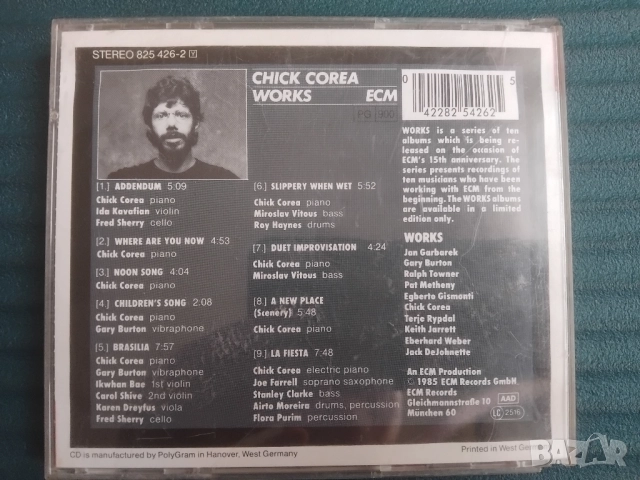 STEREO 825 426-2
CHICK COREA
WORKS ECM
PG 900
0 42282 54262 5
[1.] ADDENDUM 5:09
Chick Corea piano
Ida Kavafian violin
Fred Sherry cello
[2.] WHERE ARE YOU NOW 4:53
Chick Corea piano
[3.] NOON SONG 4:04
Chick Corea piano
[4.] CHILDREN'S SONG 2.08
Chick Corea piano
Gary Burton vibraphone
[5.] BRASILIA 7:57
Chick Corea piano
Gary Burton vibraphone
Ikwhan Bae 1st violin
Carol Shive 2nd violin
Karen Dreyfus viola
Fred Sherry cello
[6.] SLIPPERY WHEN WET 5:52
Chick Corea piano
Miroslav Vitous bass
Roy Haynes drums
[7.] DUET IMPROVISATION 4:24
Chick Corea piano
Miroslav Vitous bass
[8.] A NEW PLACE
(Scenery) 5:48
Chick Corea piano
[9.] LA FIESTA 7:48
Chick Corea electric piano
Joe Farrell soprano saxophone
Stanley Clarke bass
Airto Moreira drums, percussion
Flora Purim percussion
WORKS is a series of ten
albums which is being re-
leased on the occasion of
ECM's 15th anniversary. The
series presents recordings
of ten musicians who have been
working with ECM from the
beginning. The WORKS albums
are available in a limited
edition only.
WORKS
Jan Garbarek
Gary Burton
Ralph Towner
Pat Metheny
Egberto Gismonti
Chick Corea
Terje Rypdal
Keith Jarrett
Eberhard Weber
Jack DeJohnette
An ECM Production
© 1985 ECM Records GmbH
ECM Records
Gleichmannstraße 10
München 60
AAD
LC 2516
CD is manufactured by PolyGram in Hanover, West Germany
Printed in West
BAZAR